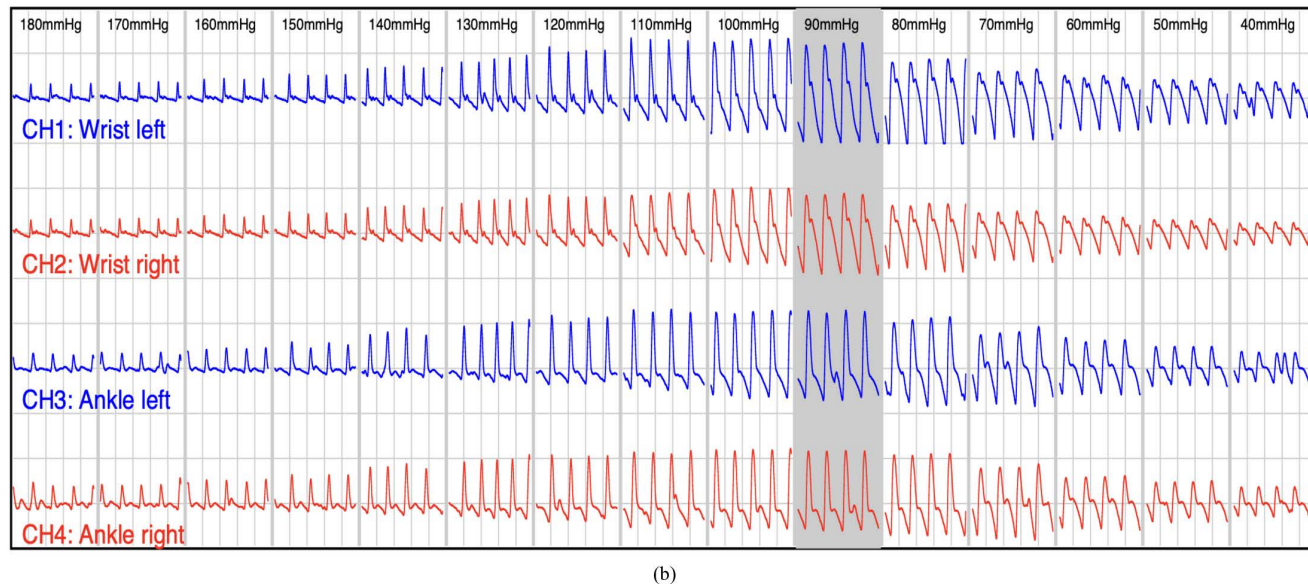 180mmHg 170mmHg 160mmHg 150mmHg 140mmHg 130mmHg 120mmHg 110mmHg 100mmHg 90mmHg 80mmHg 70mmHg 60mmHg 50mmHg 40mmHg
CH1: Wrist left
CH2: Wrist right
CH3: Ankle left
CH4: Ankle right
(b)